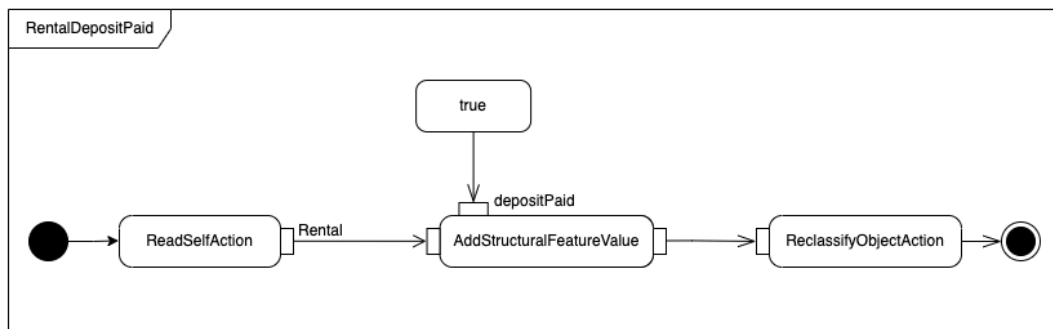 RentalDepositPaid
true
depositPaid
ReadSelfAction
Rental
AddStructuralFeatureValue
ReclassifyObjectAction